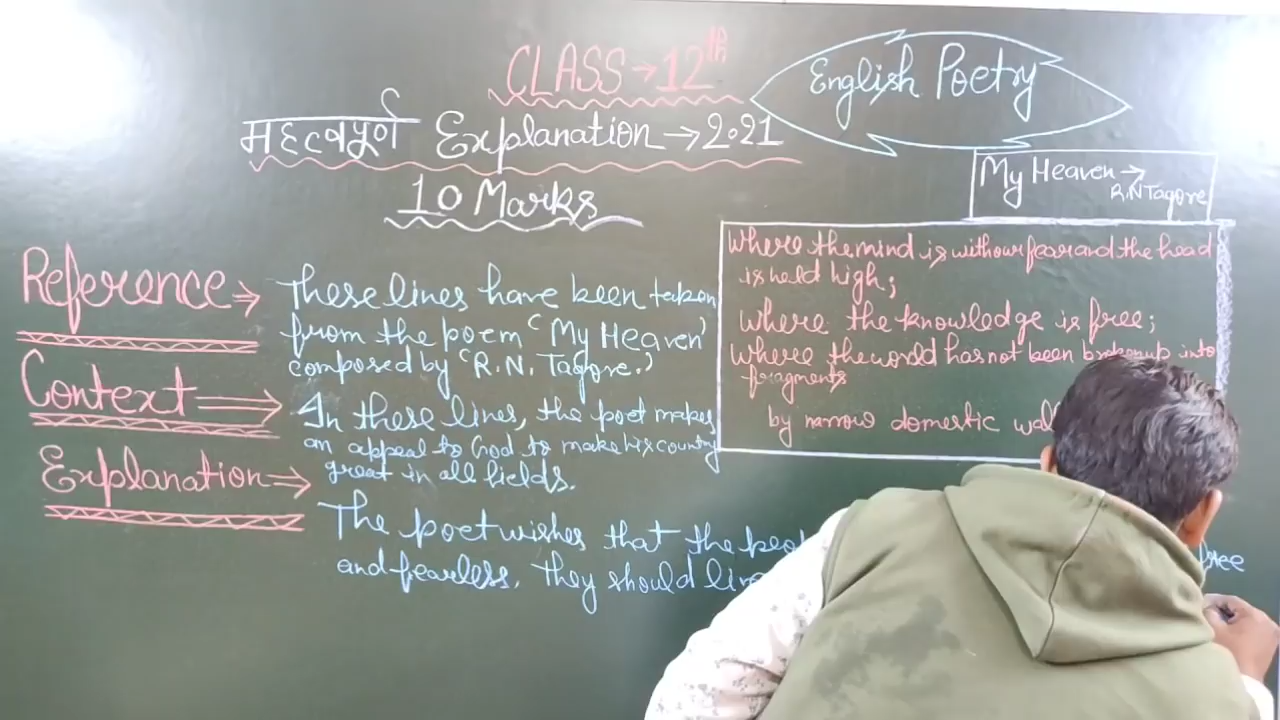 CLASS → 12th
English Poetry
महत्वपूर्ण Explanation → 2021
10 Marks
My Heaven →
R.N Tagore
Where the mind is without fear and the head
is held high;
Where the knowledge is free;
Where the world has not been broken up into
fragments
by narrow domestic wal
Reference →
These lines have been taken
from the poem 'My Heaven'
composed by 'R.N. Tagore.'
Context ⇒
In these lines, the poet makes
an appeal to God to make his country
great in all fields.
Explanation →
The poet wishes that the peo
free
and fearless. They should live